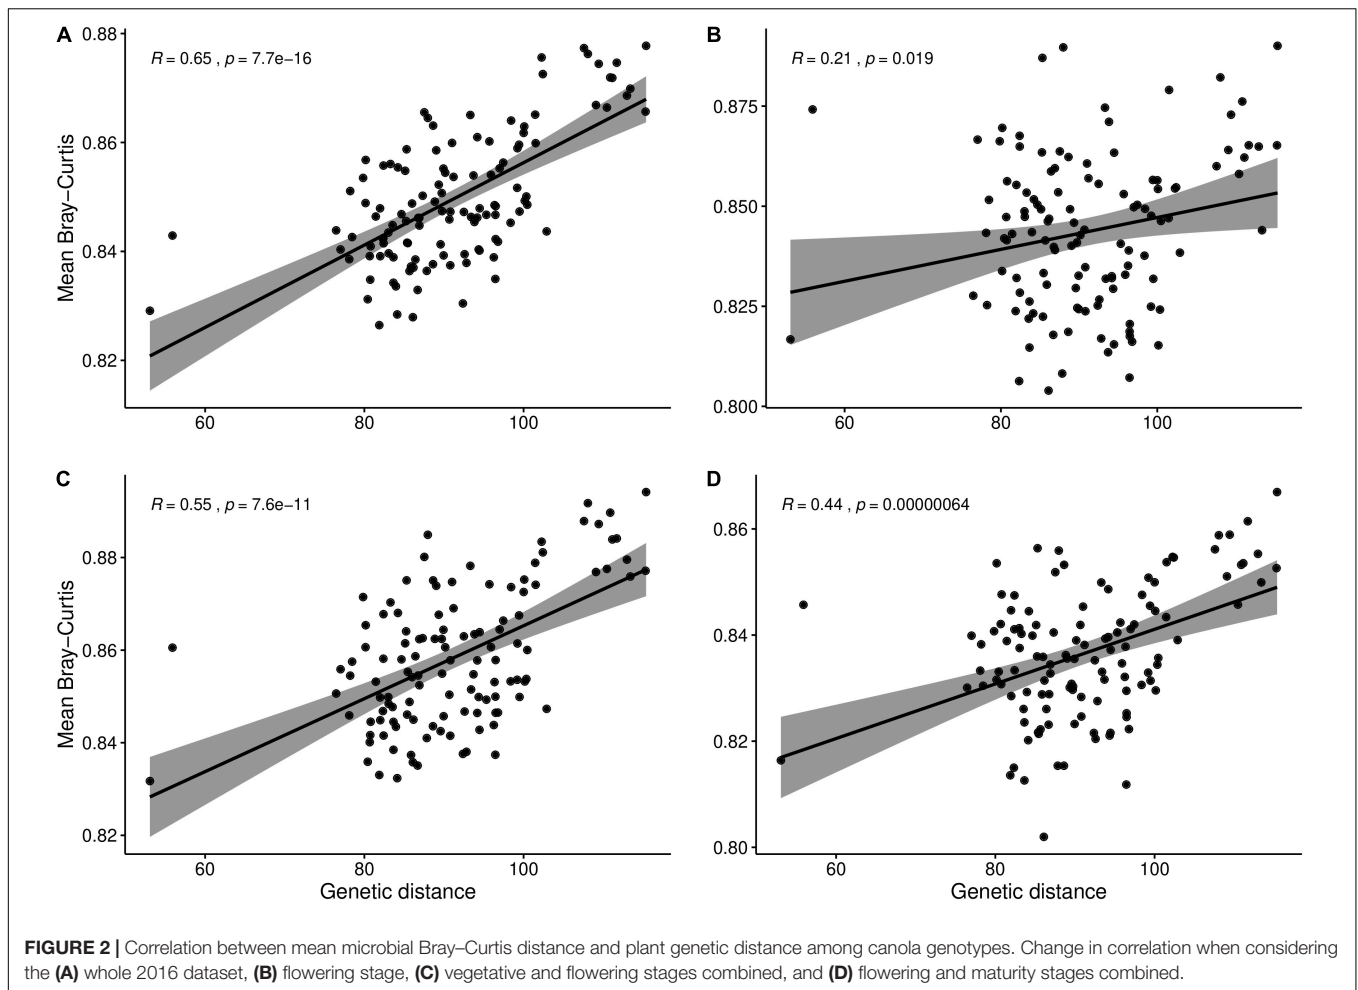 A
R = 0.65 , p = 7.7e−16
Mean Bray−Curtis
0.88
0.86
0.84
0.82
60
80
100
B
R = 0.21 , p = 0.019
0.875
0.850
0.825
0.800
60
80
100
C
R = 0.55 , p = 7.6e−11
Mean Bray−Curtis
0.88
0.86
0.84
0.82
60
80
100
Genetic distance
D
R = 0.44 , p = 0.00000064
0.86
0.84
0.82
0.80
60
80
100
Genetic distance
FIGURE 2 | Correlation between mean microbial Bray–Curtis distance and plant genetic distance among canola genotypes. Change in correlation when considering
the (A) whole 2016 dataset, (B) flowering stage, (C) vegetative and flowering stages combined, and (D) flowering and maturity stages combined.